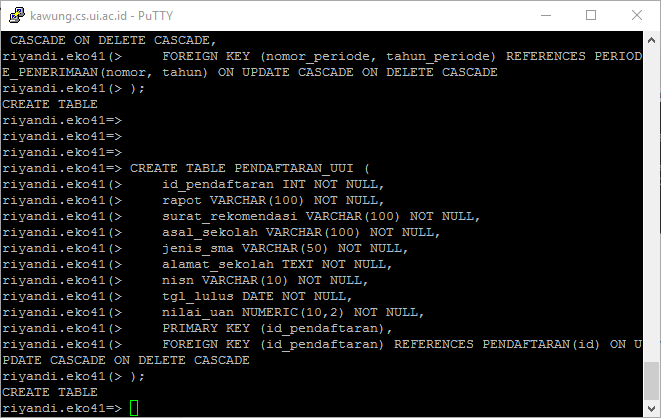 kawung.cs.ui.ac.id - PuTTY
 CASCADE ON DELETE CASCADE,
riyandi.eko41(>     FOREIGN KEY (nomor_periode, tahun_periode) REFERENCES PERIOD
E_PENERIMAAN(nomor, tahun) ON UPDATE CASCADE ON DELETE CASCADE
riyandi.eko41(> );
CREATE TABLE
riyandi.eko41=>
riyandi.eko41=>
riyandi.eko41=>
riyandi.eko41=> CREATE TABLE PENDAFTARAN_UUI (
riyandi.eko41(>     id_pendaftaran INT NOT NULL,
riyandi.eko41(>     rapot VARCHAR(100) NOT NULL,
riyandi.eko41(>     surat_rekomendasi VARCHAR(100) NOT NULL,
riyandi.eko41(>     asal_sekolah VARCHAR(100) NOT NULL,
riyandi.eko41(>     jenis_sma VARCHAR(50) NOT NULL,
riyandi.eko41(>     alamat_sekolah TEXT NOT NULL,
riyandi.eko41(>     nisn VARCHAR(10) NOT NULL,
riyandi.eko41(>     tgl_lulus DATE NOT NULL,
riyandi.eko41(>     nilai_uan NUMERIC(10,2) NOT NULL,
riyandi.eko41(>     PRIMARY KEY (id_pendaftaran),
riyandi.eko41(>     FOREIGN KEY (id_pendaftaran) REFERENCES PENDAFTARAN(id) ON U
PDATE CASCADE ON DELETE CASCADE
riyandi.eko41(> );
CREATE TABLE
riyandi.eko41=>